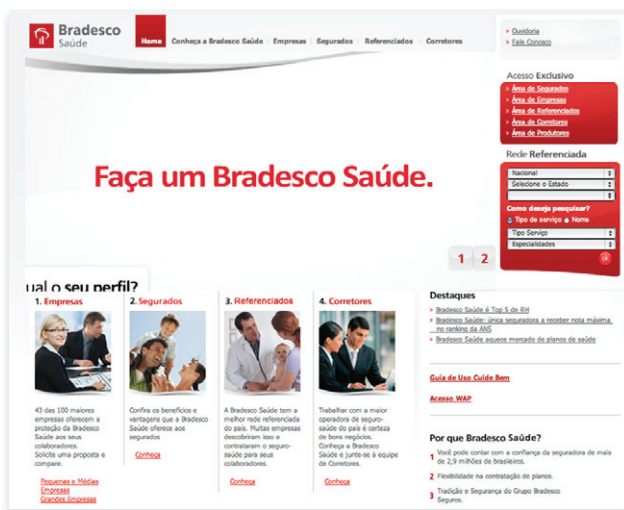 Bradesco
Saúde
Home
Conheça a Bradesco Saúde
Empresas
Segurados
Referenciados
Corretores
Ouvidoria
Fale Conosco
Acesso Exclusivo
Área de Segurados
Área de Empresas
Área de Referenciados
Área de Corretores
Área de Produtores
Rede Referenciada
Nacional
Selecione o Estado
Como deseja pesquisar?
Tipo de serviço Nome
Tipo Serviço
Especialidades
ok
Faça um Bradesco Saúde.
1 2
ual o seu perfil?
1. Empresas
43 das 100 maiores
empresas oferecem a
proteção da Bradesco
Saúde aos seus
colaboradores.
Solicite uma proposta e
compare.
Pequenas e Médias
Empresas
Grandes Empresas
2. Segurados
Confira os benefícios e
vantagens que a Bradesco
Saúde oferece aos
segurados
Conheça
3. Referenciados
A Bradesco Saúde tem a
melhor rede referenciada
do país. Muitas empresas
descobriram isso e
contrataram o seguro-
saúde para seus
colaboradores.
Conheça
4. Corretores
Trabalhar com a maior
operadora de seguro-
saúde do país é certeza
de bons negócios.
Conheça a Bradesco
Saúde e junte-se à equipe
de Corretores.
Conheça
Destaques
Bradesco Saúde é Top 5 de RH
Bradesco Saúde: única seguradora a receber nota máxima
no ranking da ANS
Bradesco Saúde aquece mercado de planos de saúde
Guia de Uso Cuide Bem
Acesso WAP
Por que Bradesco Saúde?
1 Você pode contar com a confiança da seguradora de mais
de 2,9 milhões de brasileiros.
2 Flexibilidade na contratação de planos.
3 Tradição e Segurança do Grupo Bradesco
Seguros.